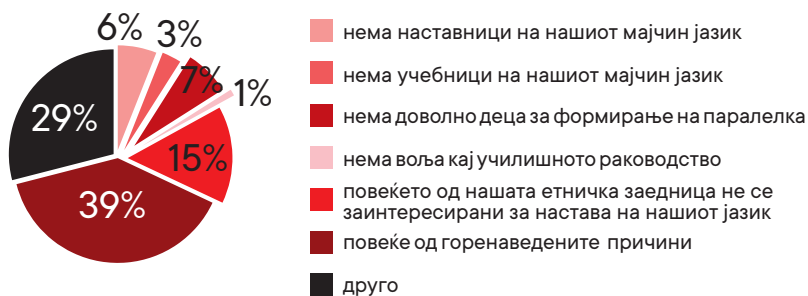 6%
3%
7%
1%
15%
39%
29%
нема наставници на нашиот мајчин јазик
нема учебници на нашиот мајчин јазик
нема доволно деца за формирање на паралелка
нема воља кај училишното раководство
повеќето од нашата етничка заедница не се
заинтересирани за настава на нашиот јазик
повеќе од горенаведените причини
друго